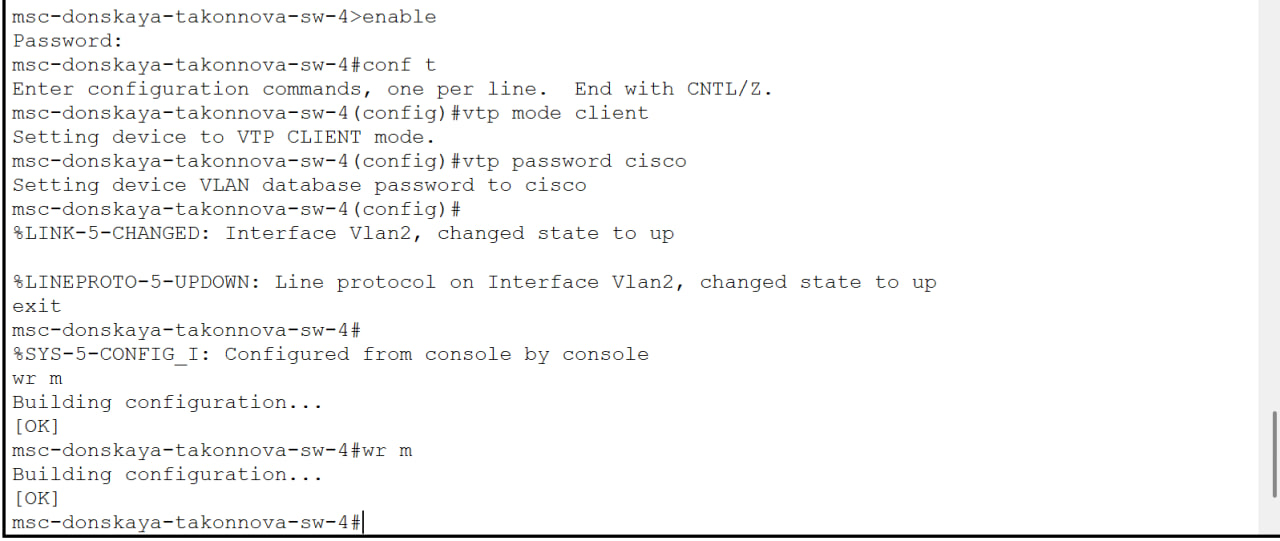 msc-donskaya-takonnova-sw-4>enable
Password:
msc-donskaya-takonnova-sw-4#conf t
Enter configuration commands, one per line.  End with CNTL/Z.
msc-donskaya-takonnova-sw-4(config)#vtp mode client
Setting device to VTP CLIENT mode.
msc-donskaya-takonnova-sw-4(config)#vtp password cisco
Setting device VLAN database password to cisco
msc-donskaya-takonnova-sw-4(config)#
%LINK-5-CHANGED: Interface Vlan2, changed state to up
%LINEPROTO-5-UPDOWN: Line protocol on Interface Vlan2, changed state to up
exit
msc-donskaya-takonnova-sw-4#
%SYS-5-CONFIG_I: Configured from console by console
wr m
Building configuration...
[OK]
msc-donskaya-takonnova-sw-4#wr m
Building configuration...
[OK]
msc-donskaya-takonnova-sw-4#